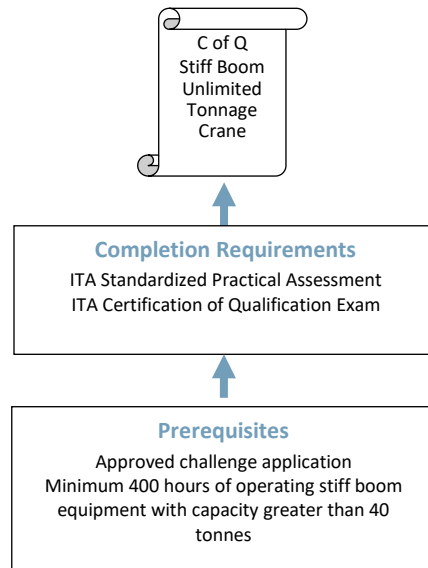 C of Q
Stiff Boom
Unlimited
Tonnage
Crane
Completion Requirements
ITA Standardized Practical Assessment
ITA Certification of Qualification Exam
Prerequisites
Approved challenge application
Minimum 400 hours of operating stiff boom
equipment with capacity greater than 40
tonnes